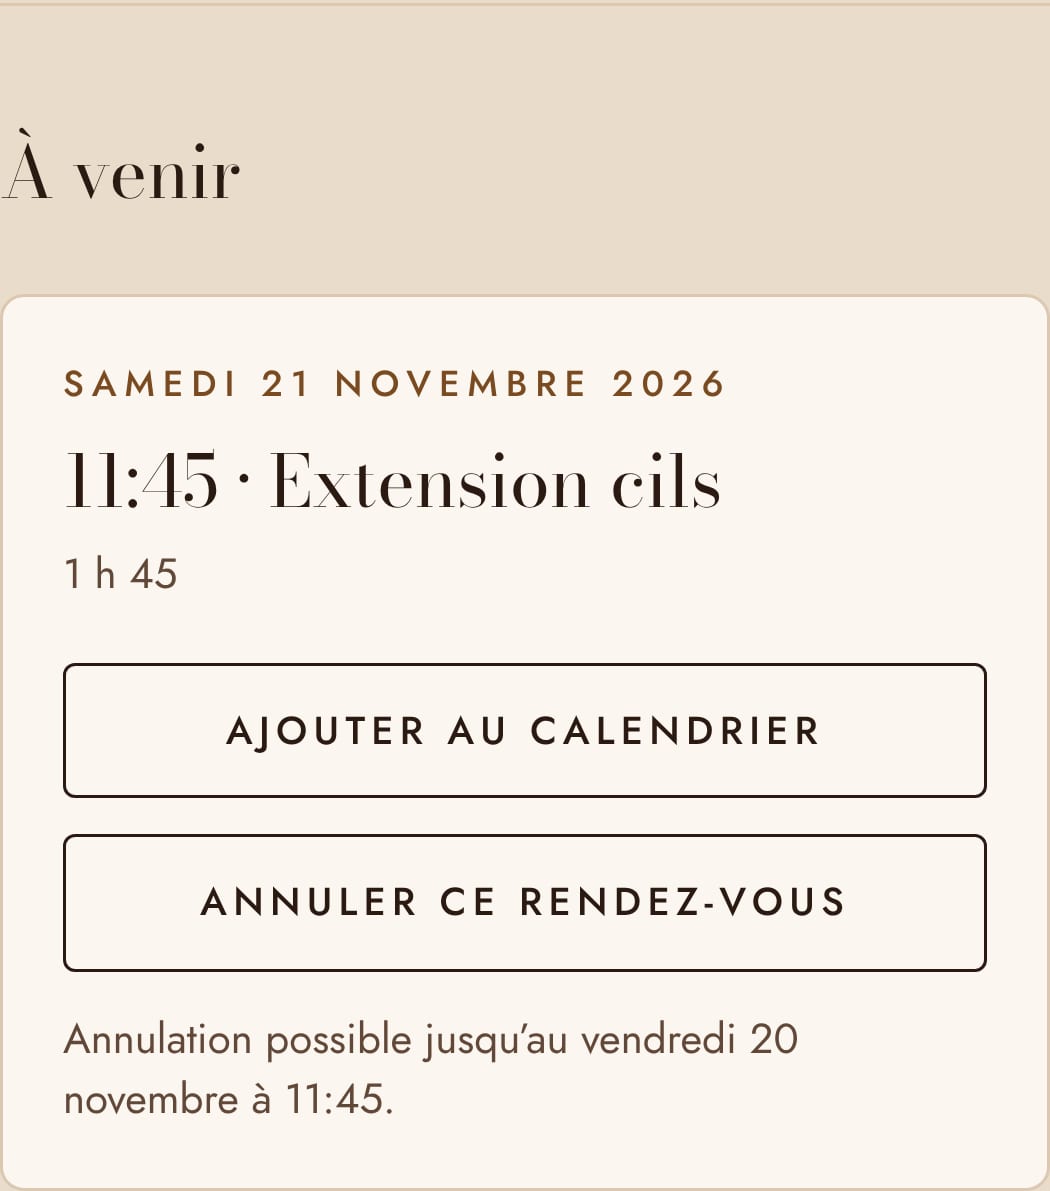 À venir
SAMEDI 21 NOVEMBRE 2026
11:45 · Extension cils
1 h 45
AJOUTER AU CALENDRIER
ANNULER CE RENDEZ-VOUS
Annulation possible jusqu’au vendredi 20
novembre à 11:45.